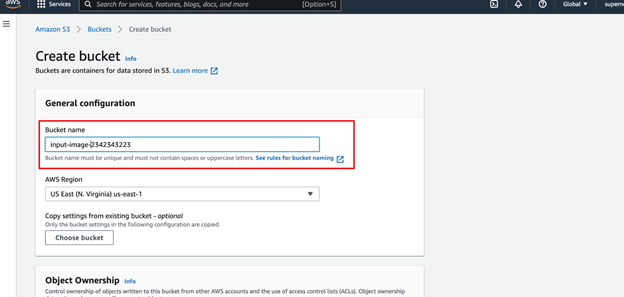 aws
Services
Search for services, features, blogs, docs, and more
[Option+S]
Global
Amazon S3 > Buckets > Create bucket
Create bucket Info
Buckets are containers for data stored in S3. Learn more
General configuration
Bucket name
input-image-2342343223
Bucket name must be unique and must not contain spaces or uppercase letters. See rules for bucket naming
AWS Region
US East (N. Virginia) us-east-1
Copy settings from existing bucket - optional
Only the bucket settings in the following configuration are copied.
Choose bucket
Object Ownership Info
Control ownership of objects written to this bucket from other AWS accounts and the use of access control lists (ACLs). Object ownership